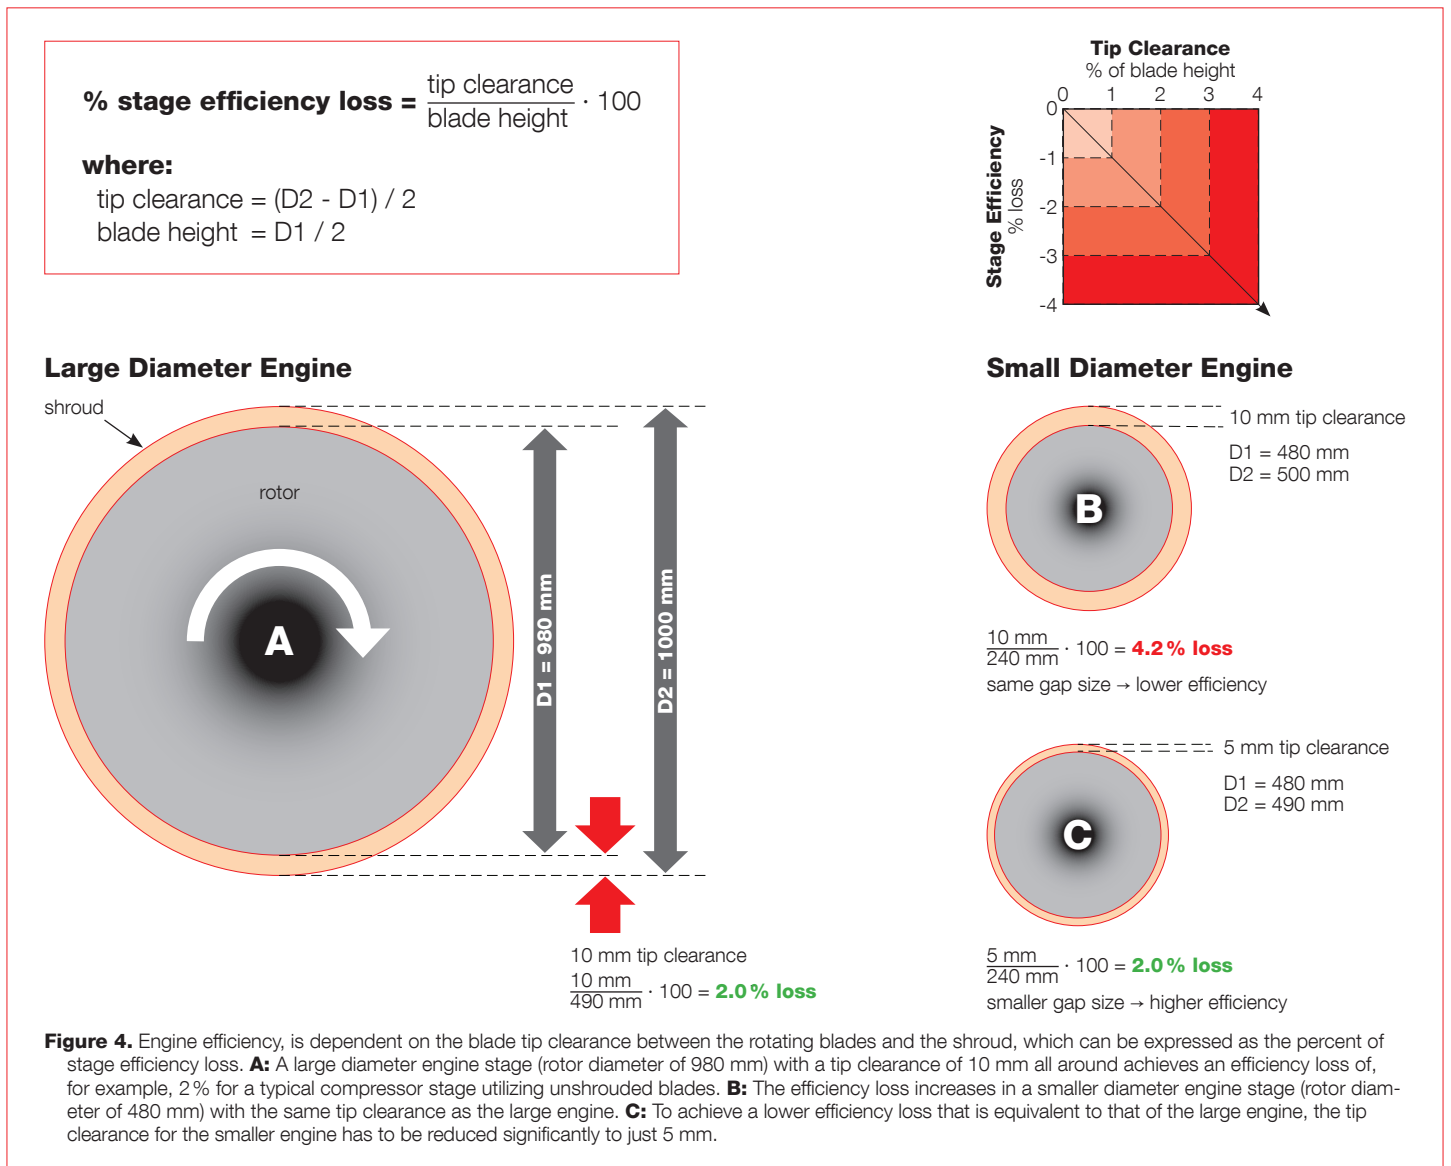 % stage efficiency loss = tip clearance / blade height · 100
where:
tip clearance = (D2 - D1) / 2
blade height = D1 / 2
Tip Clearance
% of blade height
0 1 2 3 4
Stage Efficiency
% loss
0
-1
-2
-3
-4
Large Diameter Engine
shroud
rotor
A
D1 = 980 mm
D2 = 1000 mm
10 mm tip clearance
10 mm / 490 mm · 100 = 2.0 % loss
Small Diameter Engine
10 mm tip clearance
D1 = 480 mm
D2 = 500 mm
B
10 mm / 240 mm · 100 = 4.2 % loss
same gap size → lower efficiency
5 mm tip clearance
D1 = 480 mm
D2 = 490 mm
C
5 mm / 240 mm · 100 = 2.0 % loss
smaller gap size → higher efficiency
Figure 4. Engine efficiency, is dependent on the blade tip clearance between the rotating blades and the shroud, which can be expressed as the percent of
stage efficiency loss. A: A large diameter engine stage (rotor diameter of 980 mm) with a tip clearance of 10 mm all around achieves an efficiency loss of,
for example, 2 % for a typical compressor stage utilizing unshrouded blades. B: The efficiency loss increases in a smaller diameter engine stage (rotor diam-
eter of 480 mm) with the same tip clearance as the large engine. C: To achieve a lower efficiency loss that is equivalent to that of the large engine, the tip
clearance for the smaller engine has to be reduced significantly to just 5 mm.